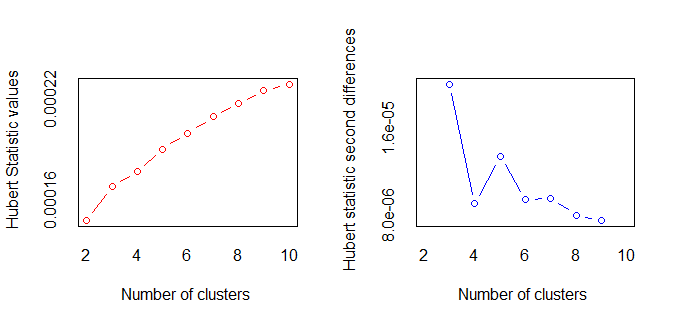 Hubert Statistic values
0.00016
0.00022
2 4 6 8 10
Number of clusters
Hubert statistic second differences
8.0e-06
1.6e-05
2 4 6 8 10
Number of clusters